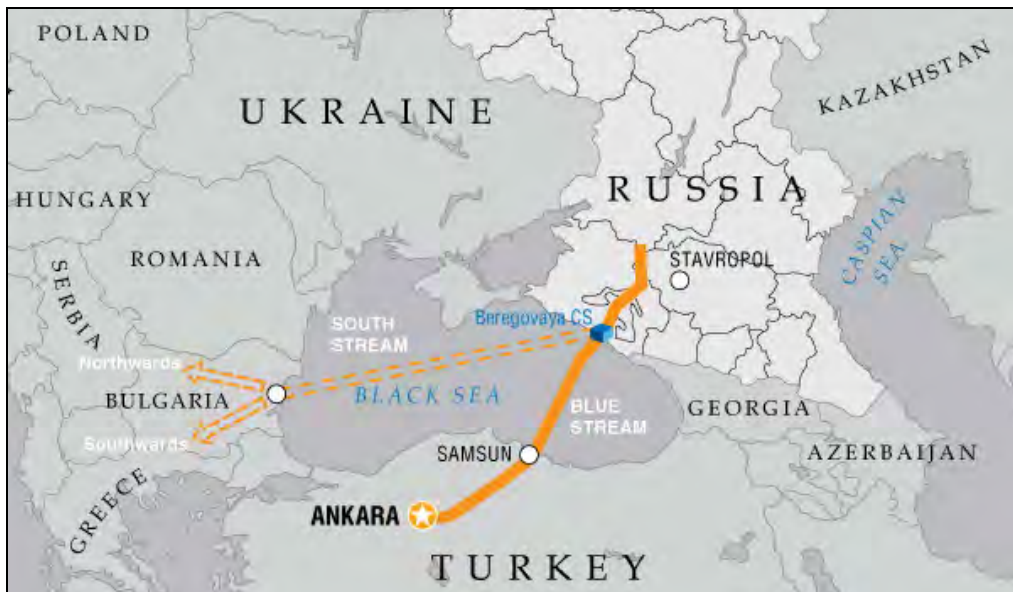 POLAND
UKRAINE
KAZAKHSTAN
HUNGARY
RUSSIA
ROMANIA
STAVROPOL
CASPIAN
SEA
SERBIA
SOUTH
STREAM
Beregovaya CS
Northwards
BULGARIA
BLACK SEA
BLUE
STREAM
GEORGIA
Southwards
SAMSUN
AZERBAIJAN
GREECE
ANKARA
TURKEY